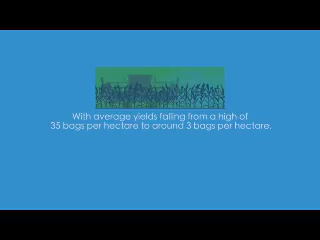 With average yields falling from a high of
35 bags per hectare to around 3 bags per hectare.